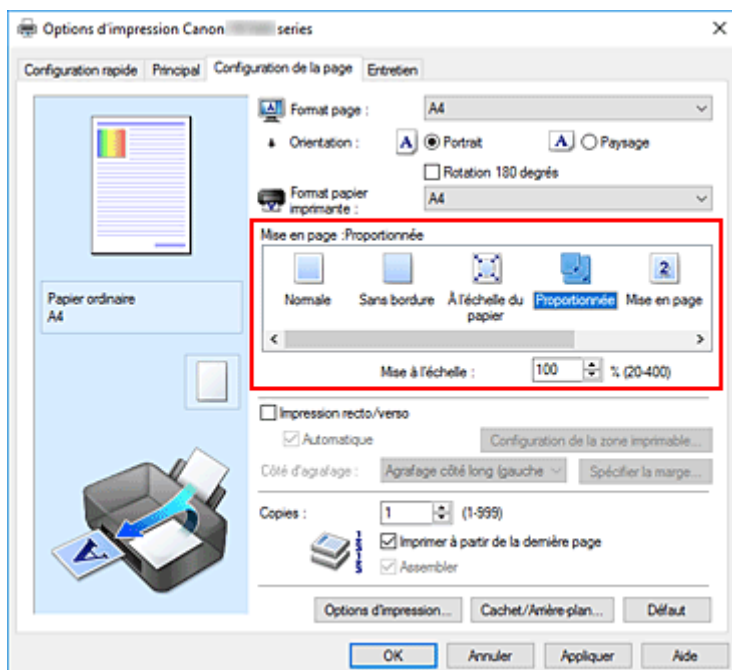 Options d'impression Canon series
Configuration rapide Principal Configuration de la page Entretien
Format page : A4
Orientation : A Portrait A Paysage
Rotation 180 degrés
Format papier imprimante : A4
Mise en page :Proportionnée
Normale Sans bordure À l'échelle du papier Proportionnée Mise en page
2
Mise à l'échelle : 100 % (20-400)
Papier ordinaire
A4
Impression recto/verso
Automatique Configuration de la zone imprimable...
Côté d'agrafage : Agrafage côté long (gauche Spécifier la marge...
Copies : 1 (1-999)
Imprimer à partir de la dernière page
Assembler
Options d'impression... Cachet/Arrière-plan... Défaut
OK Annuler Appliquer Aide